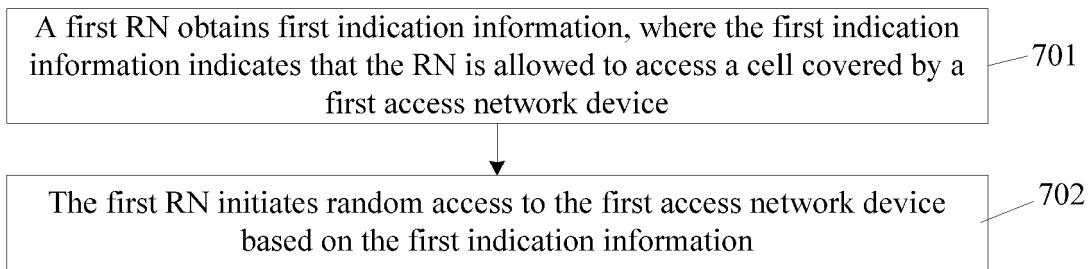 A first RN obtains first indication information, where the first indication
information indicates that the RN is allowed to access a cell covered by a
first access network device
701
The first RN initiates random access to the first access network device
based on the first indication information
702